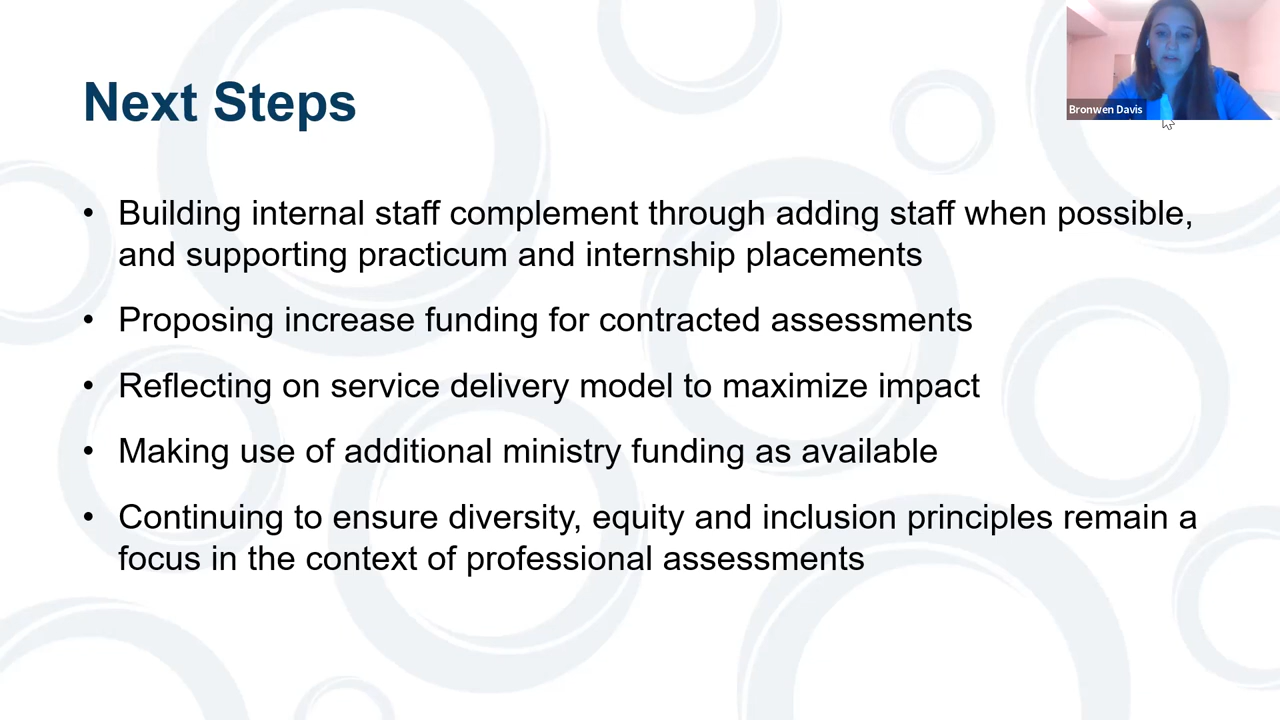 Next Steps
Bronwen Davis
• Building internal staff complement through adding staff when possible,
and supporting practicum and internship placements
• Proposing increase funding for contracted assessments
• Reflecting on service delivery model to maximize impact
• Making use of additional ministry funding as available
• Continuing to ensure diversity, equity and inclusion principles remain a
focus in the context of professional assessments